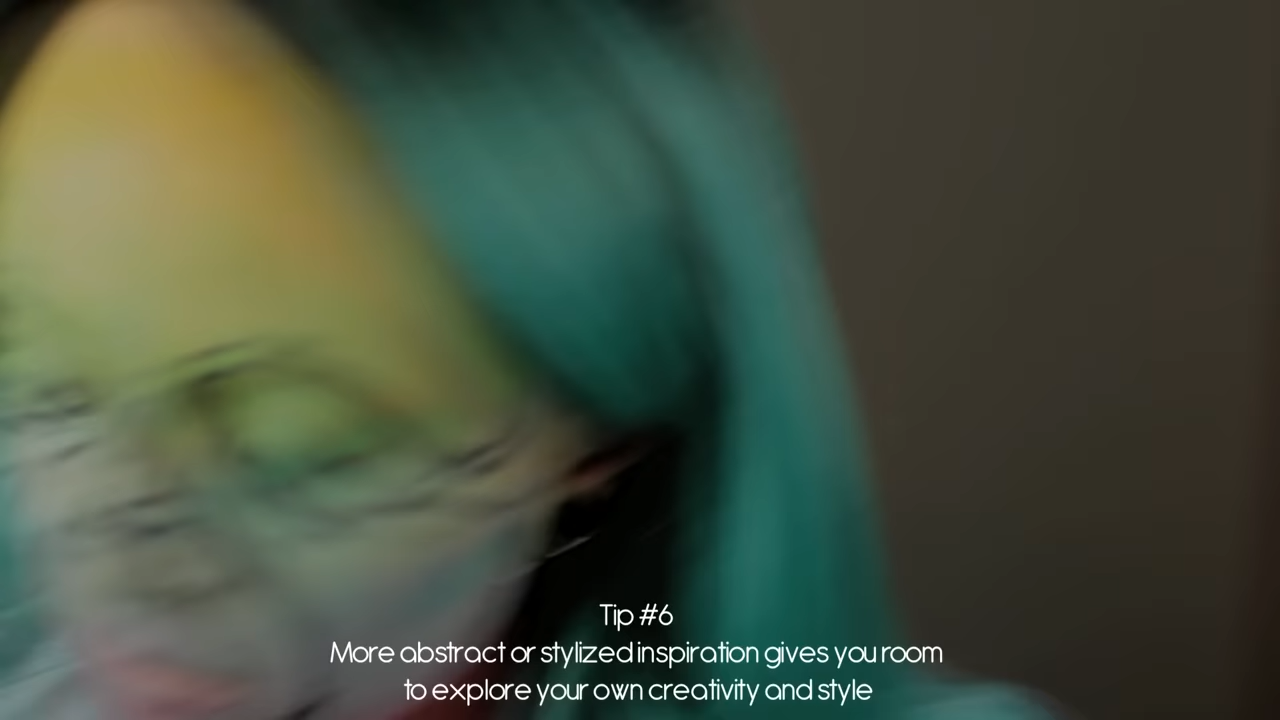 Tip #6
More abstract or stylized inspiration gives you room
to explore your own creativity and style